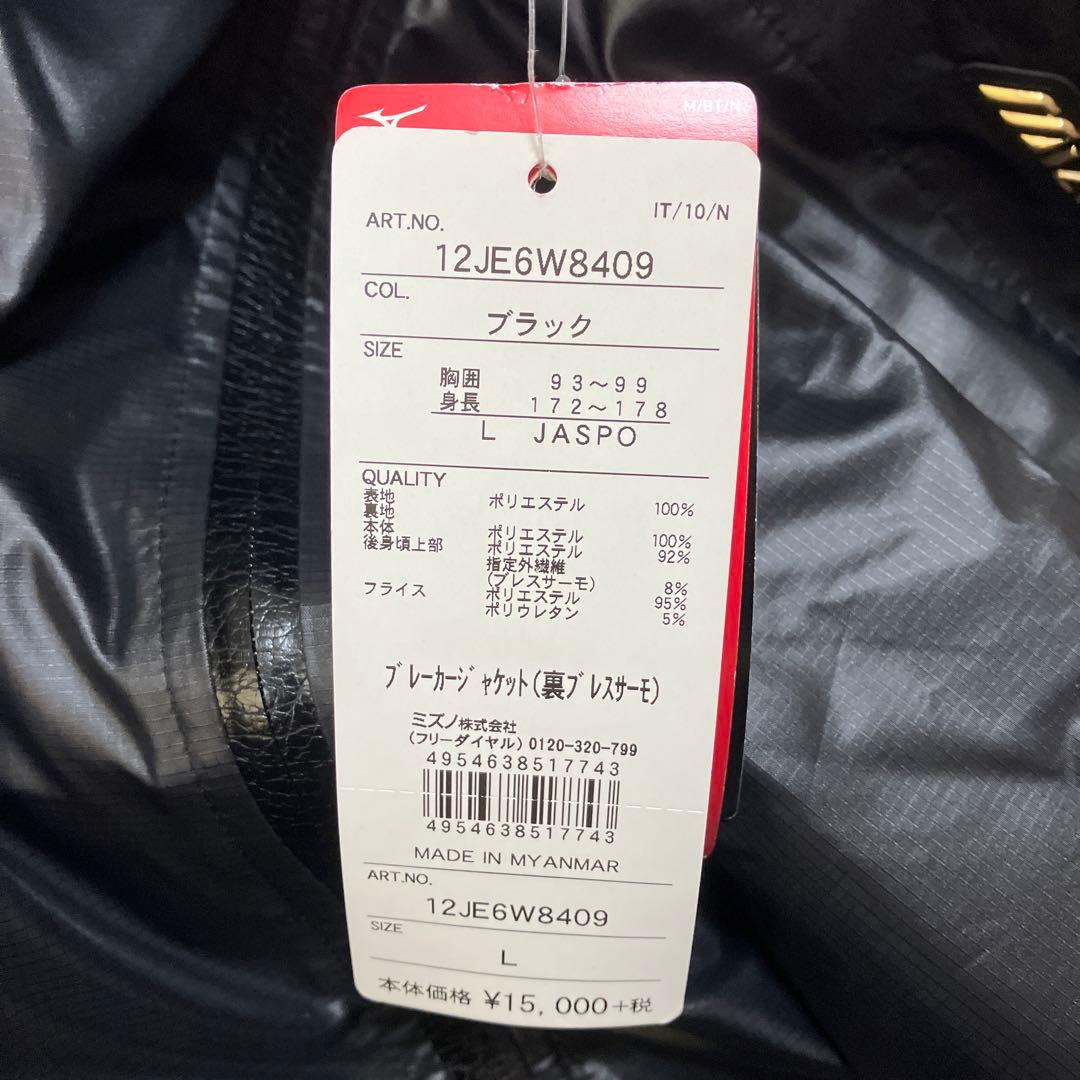 M/BT/N
IT/10/N
ART.NO.
12JE6W8409
COL.
ブラック
SIZE
胸囲 93～99
身長 172～178
L JASPO
QUALITY
表地 ポリエステル 100%
裏地
本体 ポリエステル 100%
後身頃上部 ポリエステル 92%
指定外繊維
(ブレスサーモ) 8%
フライス ポリエステル 95%
ポリウレタン 5%
ブレーカージャケット(裏ブレスサーモ)
ミズノ株式会社
(フリーダイヤル) 0120-320-799
4954638517743
4954638517743
MADE IN MYANMAR
ART.NO.
12JE6W8409
SIZE
L
本体価格 ¥15,000+税